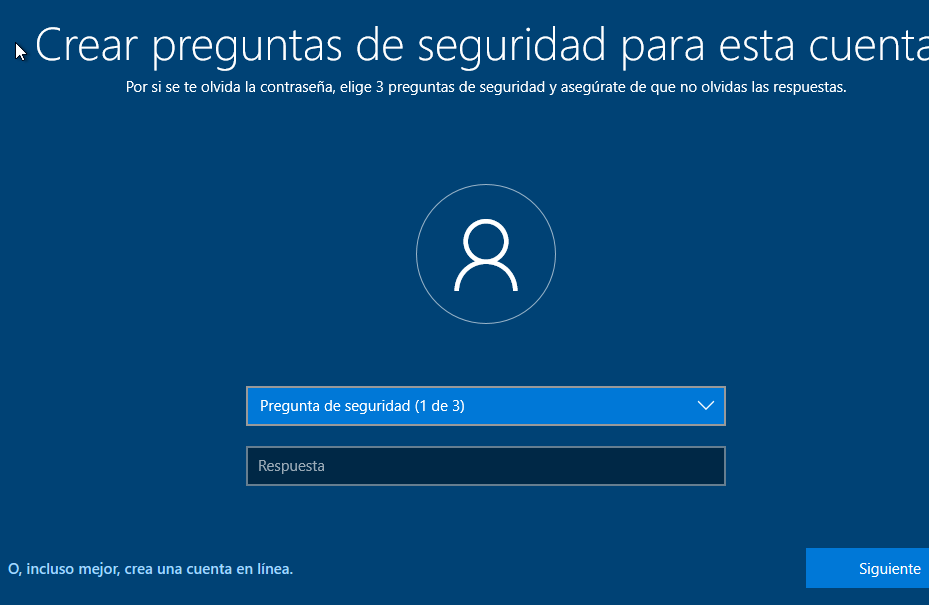 Crear preguntas de seguridad para esta cuenta
Por si se te olvida la contraseña, elige 3 preguntas de seguridad y asegúrate de que no olvidas las respuestas.
Pregunta de seguridad (1 de 3)
Respuesta
O, incluso mejor, crea una cuenta en línea.
Siguiente